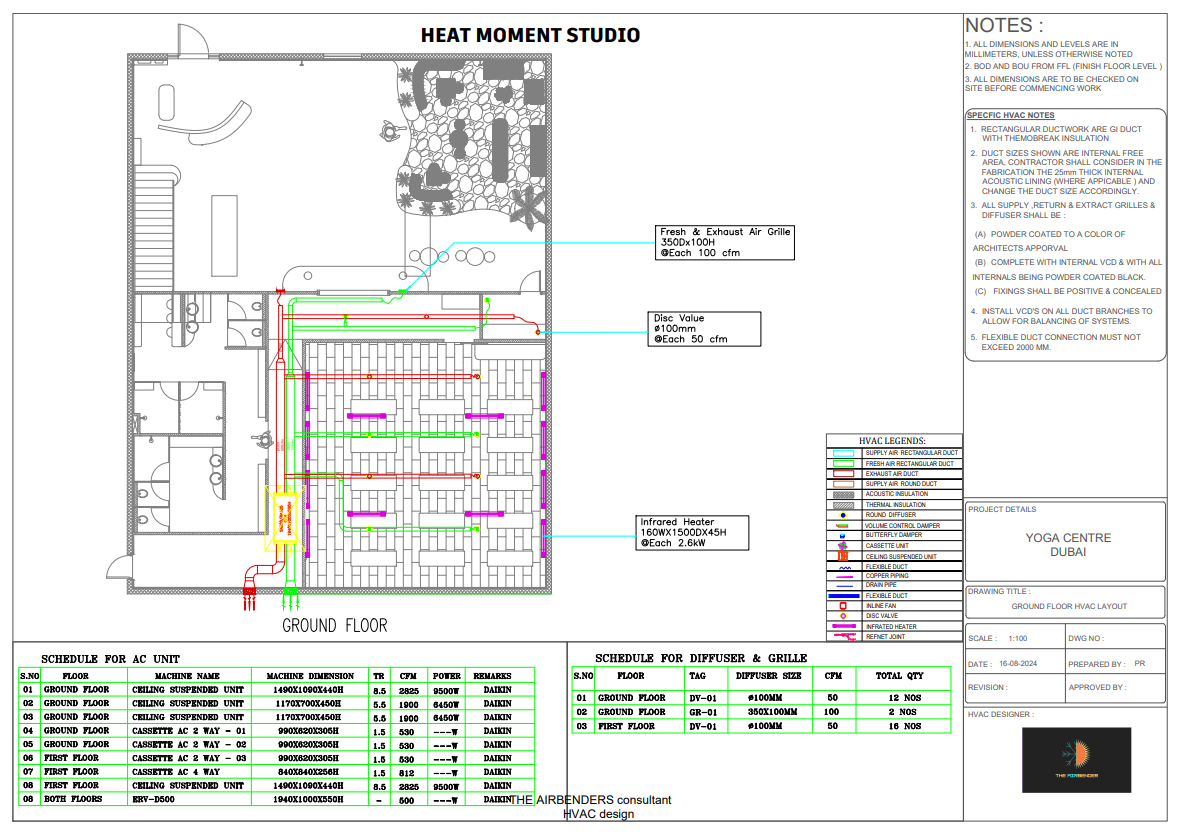 HEAT MOMENT STUDIO
Fresh & Exhaust Air Grille
350Dx100H
@Each 100 cfm
Disc Value
ø100mm
@Each 50 cfm
Infrared Heater
160WX1500DX45H
@Each 2.6kW
GROUND FLOOR
NOTES :
1. ALL DIMENSIONS AND LEVELS ARE IN
MILLIMETERS, UNLESS OTHERWISE NOTED
2. BOD AND BOU FROM FFL (FINISH FLOOR LEVEL )
3. ALL DIMENSIONS ARE TO BE CHECKED ON
SITE BEFORE COMMENCING WORK
SPECFIC HVAC NOTES
1. RECTANGULAR DUCTWORK ARE GI DUCT
WITH THEMOBREAK INSULATION
2. DUCT SIZES SHOWN ARE INTERNAL FREE
AREA, CONTRACTOR SHALL CONSIDER IN THE
FABRICATION THE 25mm THICK INTERNAL
ACOUSTIC LINING (WHERE APPICABLE ) AND
CHANGE THE DUCT SIZE ACCORDINGLY.
3. ALL SUPPLY ,RETURN & EXTRACT GRILLES &
DIFFUSER SHALL BE :
(A) POWDER COATED TO A COLOR OF
ARCHITECTS APPORVAL
(B) COMPLETE WITH INTERNAL VCD & WITH ALL
INTERNALS BEING POWDER COATED BLACK.
(C) FIXINGS SHALL BE POSITIVE & CONCEALED
4. INSTALL VCD'S ON ALL DUCT BRANCHES TO
ALLOW FOR BALANCING OF SYSTEMS.
5. FLEXIBLE DUCT CONNECTION MUST NOT
EXCEED 2000 MM.
HVAC LEGENDS:
SUPPLY AIR RECTANGULAR DUCT
FRESH AIR RECTANGULAR DUCT
EXHAUST AIR DUCT
SUPPLY AIR ROUND DUCT
ACOUSTIC INSULATION
THERMAL INSULATION
ROUND DIFFUSER
VOLUME CONTROL DAMPER
BUTTERFLY DAMPER
CASSETTE UNIT
CEILING SUSPENDED UNIT
FLEXIBLE DUCT
COPPER PIPING
DRAIN PIPE
FLEXIBLE DUCT
INLINE FAN
DISC VALVE
INFRATED HEATER
REFNET JOINT
PROJECT DETAILS
YOGA CENTRE
DUBAI
DRAWING TITLE :
GROUND FLOOR HVAC LAYOUT
SCALE : 1:100 DWG NO :
DATE : 16-08-2024 PREPARED BY : PR
REVISION : APPROVED BY :
HVAC DESIGNER :
THE AIRBENDER
SCHEDULE FOR AC UNIT
S.NO FLOOR MACHINE NAME MACHINE DIMENSION TR CFM POWER REMARKS
01 GROUND FLOOR CEILING SUSPENDED UNIT 1490X1090X440H 8.5 2825 9500W DAIKIN
02 GROUND FLOOR CEILING SUSPENDED UNIT 1170X700X450H 5.5 1900 6450W DAIKIN
03 GROUND FLOOR CEILING SUSPENDED UNIT 1170X700X450H 5.5 1900 6450W DAIKIN
04 GROUND FLOOR CASSETTE AC 2 WAY - 01 990X620X305H 1.5 530 ---W DAIKIN
05 GROUND FLOOR CASSETTE AC 2 WAY - 02 990X620X305H 1.5 530 ---W DAIKIN
06 FIRST FLOOR CASSETTE AC 2 WAY - 03 990X620X305H 1.5 530 ---W DAIKIN
07 FIRST FLOOR CASSETTE AC 4 WAY 840X840X256H 1.5 812 ---W DAIKIN
08 FIRST FLOOR CEILING SUSPENDED UNIT 1490X1090X440H 8.5 2825 9500W DAIKIN
08 BOTH FLOORS ERV-D500 1940X1000X550H - 500 ---W DAIKIN
SCHEDULE FOR DIFFUSER & GRILLE
S.NO FLOOR TAG DIFFUSER SIZE CFM TOTAL QTY
01 GROUND FLOOR DV-01 ø100MM 50 12 NOS
02 GROUND FLOOR GR-01 350X100MM 100 2 NOS
03 FIRST FLOOR DV-01 ø100MM 50 16 NOS
THE AIRBENDERS consultant
HVAC design